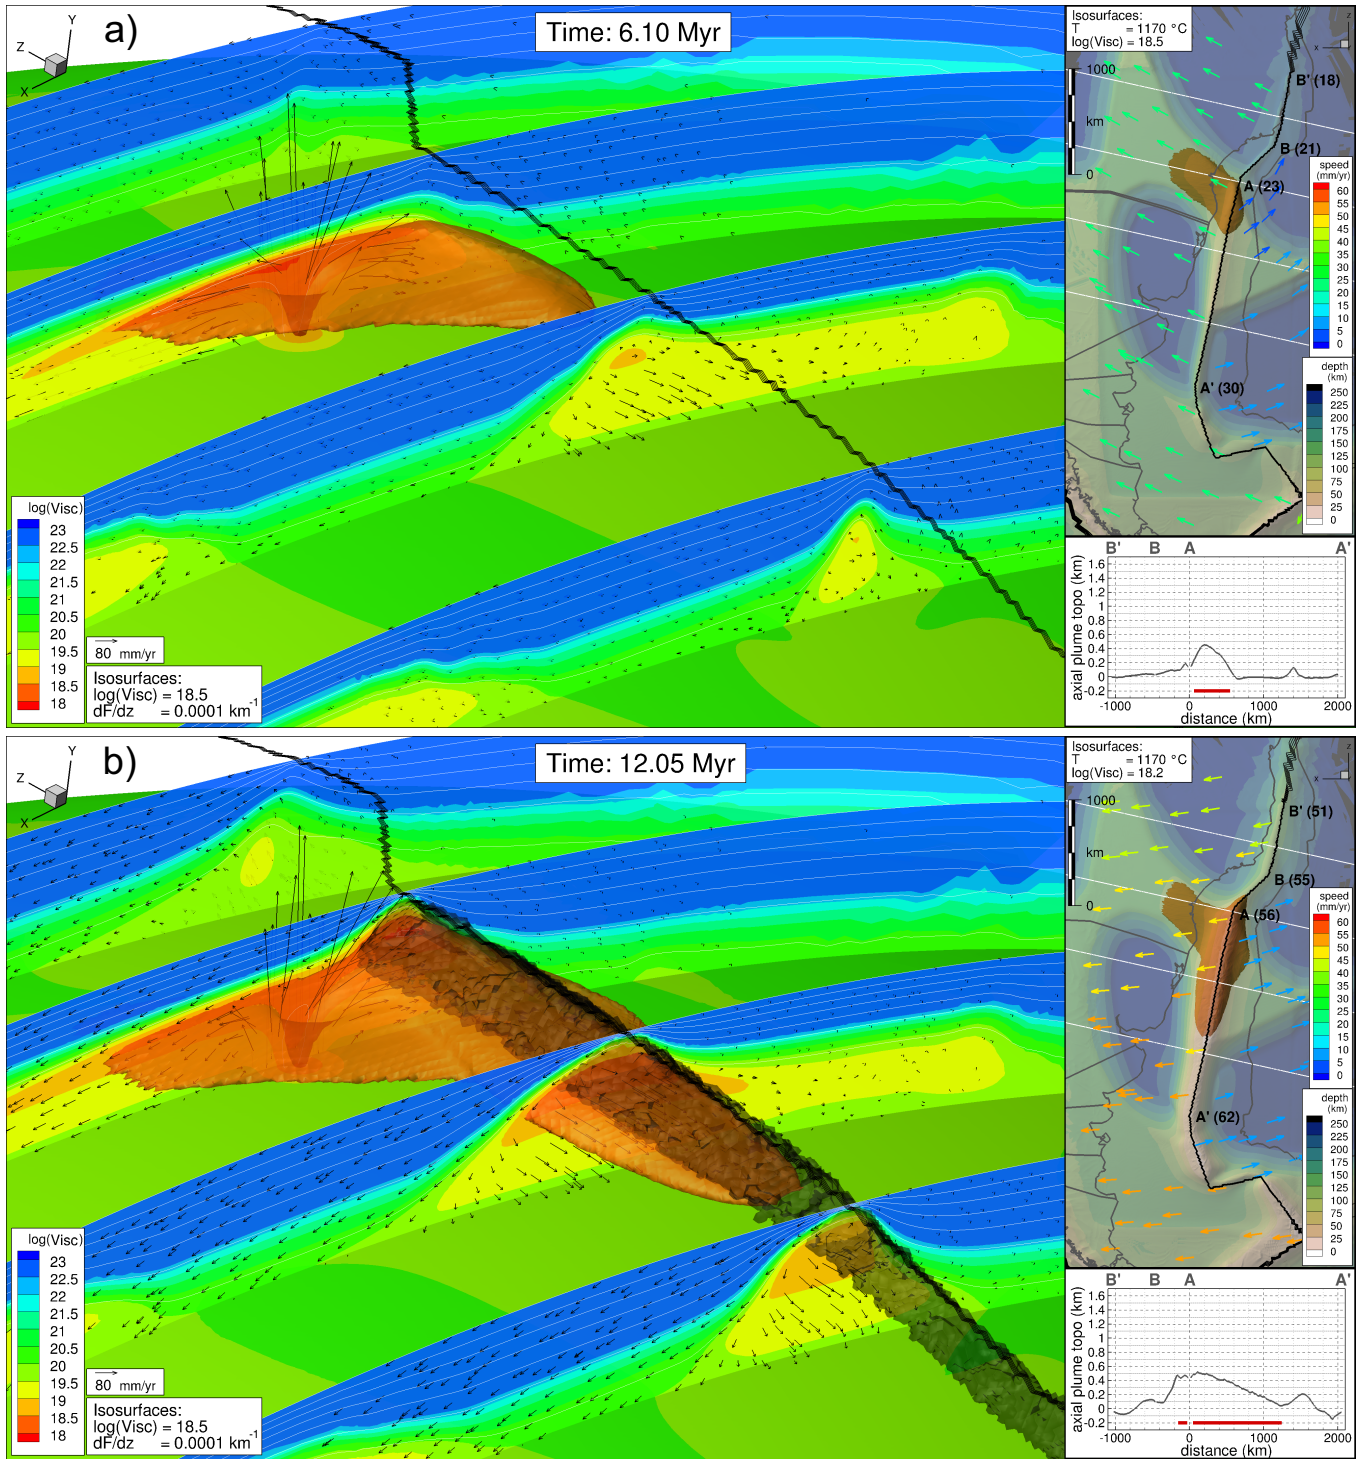 a)
Time: 6.10 Myr
Y
Z
X
log(Visc)
23
22.5
22
21.5
21
20.5
20
19.5
19
18.5
18
80 mm/yr
Isosurfaces:
log(Visc) = 18.5
dF/dz = 0.0001 km⁻¹
Isosurfaces:
T = 1170 °C
log(Visc) = 18.5
z
x
1000
km
0
B' (18)
B (21)
A (23)
A' (30)
speed
(mm/yr)
60
55
50
45
40
35
30
25
20
15
10
5
0
depth
(km)
250
225
200
175
150
125
100
75
50
25
0
B' B A A'
axial plume topo (km)
1.6
1.4
1.2
1
0.8
0.6
0.4
0.2
0
-0.2
-1000 0 1000 2000
distance (km)
b)
Time: 12.05 Myr
Y
Z
X
log(Visc)
23
22.5
22
21.5
21
20.5
20
19.5
19
18.5
18
80 mm/yr
Isosurfaces:
log(Visc) = 18.5
dF/dz = 0.0001 km⁻¹
Isosurfaces:
T = 1170 °C
log(Visc) = 18.2
z
x
1000
km
0
B' (51)
B (55)
A (56)
A' (62)
speed
(mm/yr)
60
55
50
45
40
35
30
25
20
15
10
5
0
depth
(km)
250
225
200
175
150
125
100
75
50
25
0
B' B A A'
axial plume topo (km)
1.6
1.4
1.2
1
0.8
0.6
0.4
0.2
0
-0.2
-1000 0 1000 2000
distance (km)